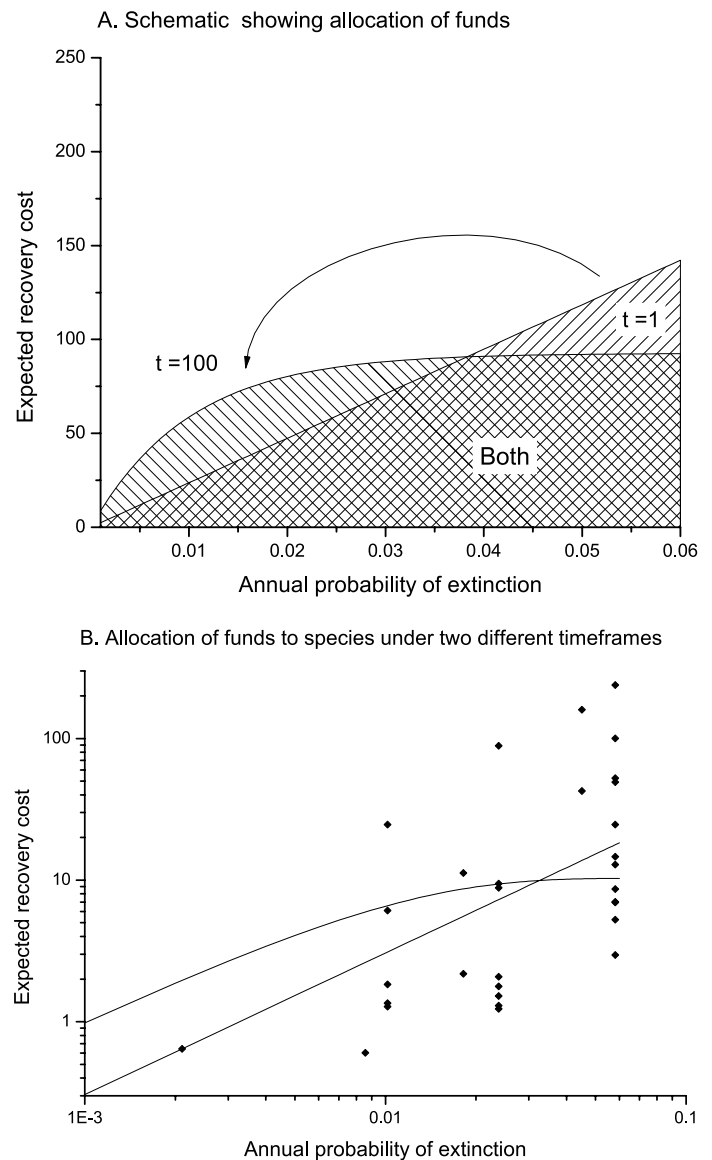 A. Schematic showing allocation of funds
250
200
150
100
50
0
Expected recovery cost
t =100
t =1
Both
0.01 0.02 0.03 0.04 0.05 0.06
Annual probability of extinction
B. Allocation of funds to species under two different timeframes
100
10
1
Expected recovery cost
1E-3 0.01 0.1
Annual probability of extinction